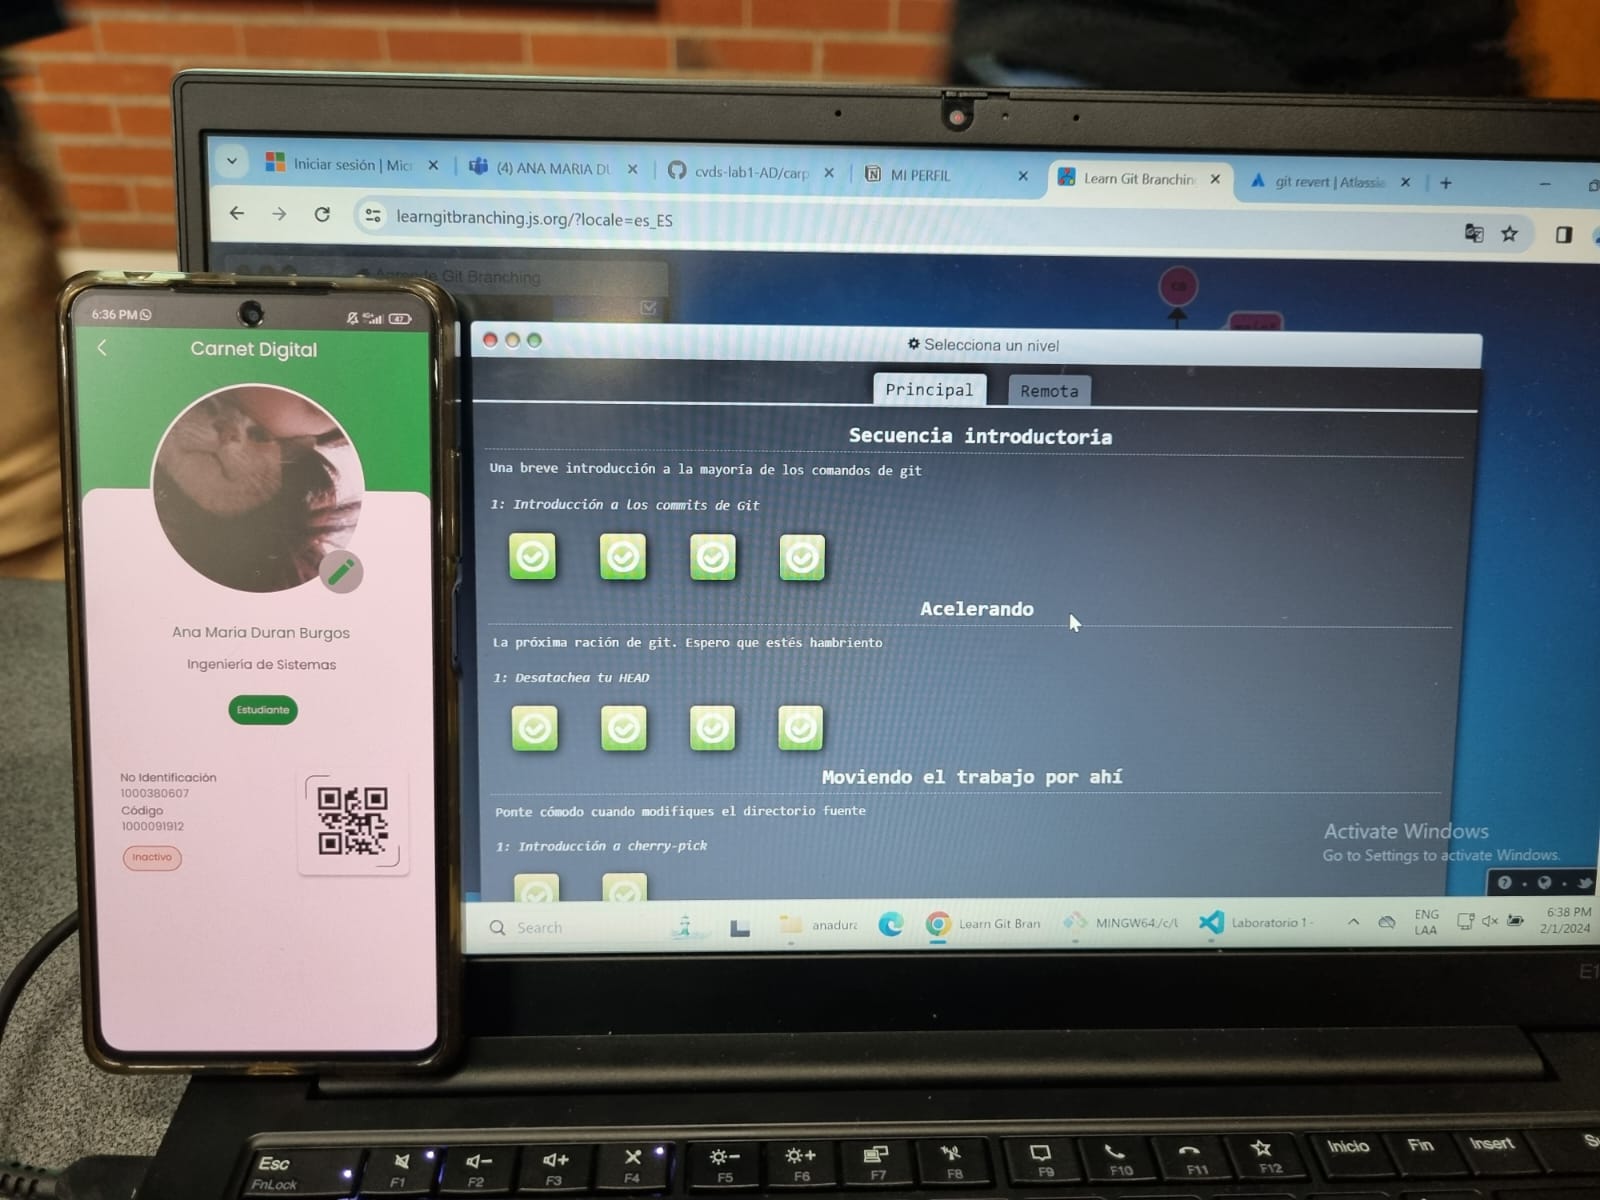 Iniciar sesión | Micr
(4) ANA MARIA DU
cvds-lab1-AD/carp
MI PERFIL
Learn Git Branching
git revert | Atlassia
learngitbranching.js.org/?locale=es_ES
Aprende Git Branching
Selecciona un nivel
Principal
Remota
Secuencia introductoria
Una breve introducción a la mayoría de los comandos de git
1: Introducción a los commits de Git
Acelerando
La próxima ración de git. Espero que estés hambriento
1: Desatachea tu HEAD
Moviendo el trabajo por ahí
Ponte cómodo cuando modifiques el directorio fuente
1: Introducción a cherry-pick
Activate Windows
Go to Settings to activate Windows.
Search
anadura
Learn Git Bran
MINGW64:/c/U
Laboratorio 1 -
ENG
LAA
6:38 PM
2/1/2024
6:36 PM
47
Carnet Digital
Ana Maria Duran Burgos
Ingeniería de Sistemas
Estudiante
No Identificación
1000380607
Código
1000091912
Inactivo
E1
Esc
FnLock
F1
F2
F3
F4
F5
F6
F7
F8
F9
F10
F11
F12
Inicio
Fin
Insert